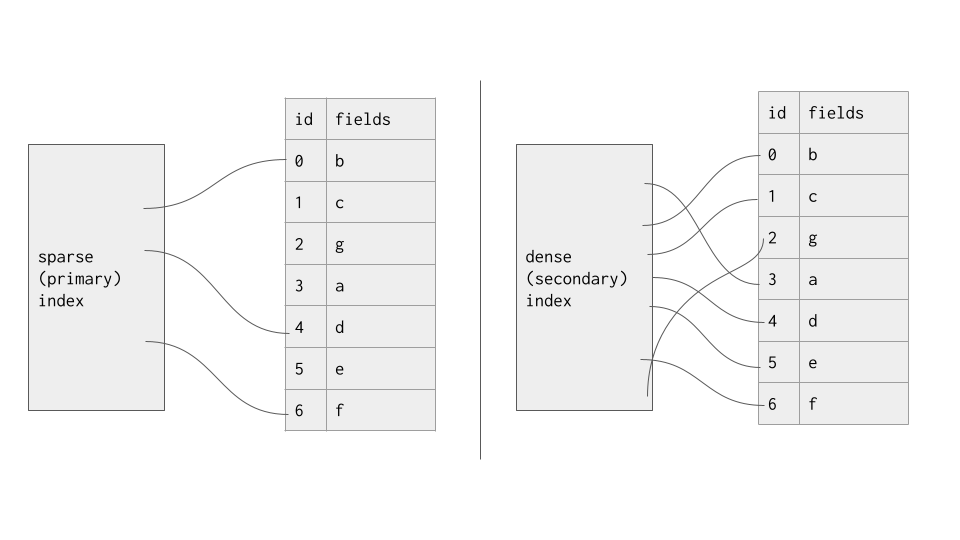 sparse
(primary)
index
id fields
0 b
1 c
2 g
3 a
4 d
5 e
6 f
dense
(secondary)
index
id fields
0 b
1 c
2 g
3 a
4 d
5 e
6 f